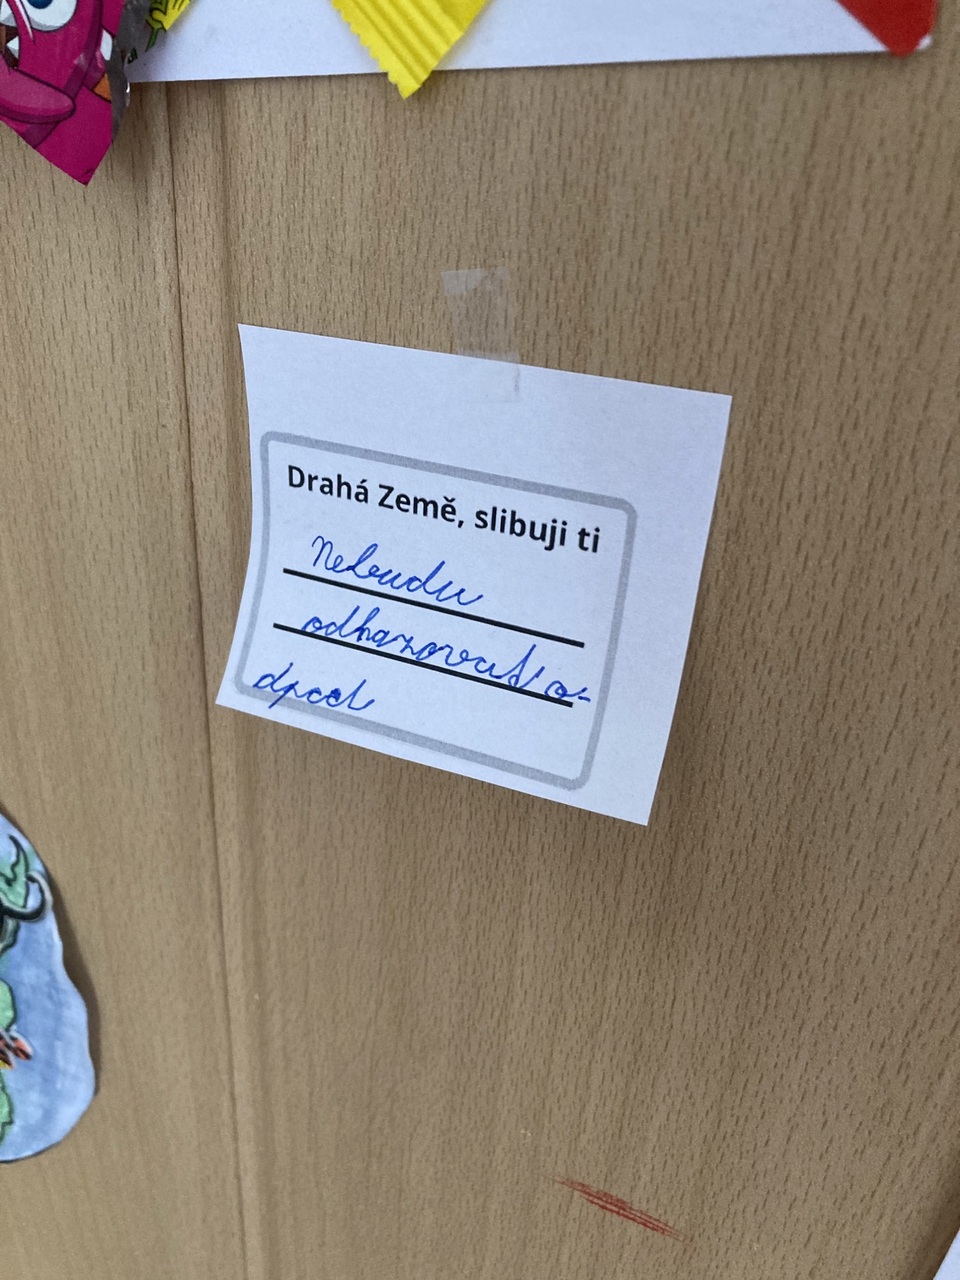 Drahá Země, slibuji ti
Nebudu
odhazovat o-
dpad